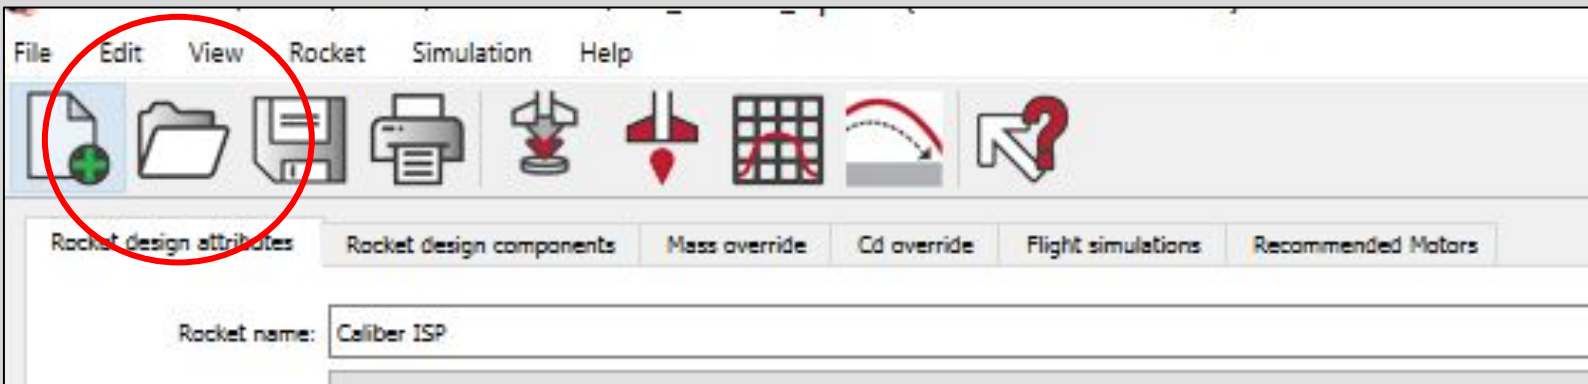 File Edit View Rocket Simulation Help
Rocket design attributes Rocket design components Mass override Cd override Flight simulations Recommended Motors
Rocket name: Caliber ISP